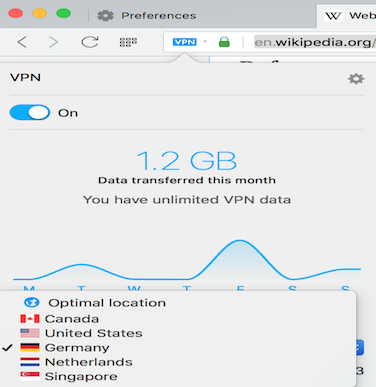 Preferences
W Web
VPN
en.wikipedia.org/
VPN
On
1.2 GB
Data transferred this month
You have unlimited VPN data
M T W T F S S
Optimal location
Canada
United States
Germany
Netherlands
Singapore
3